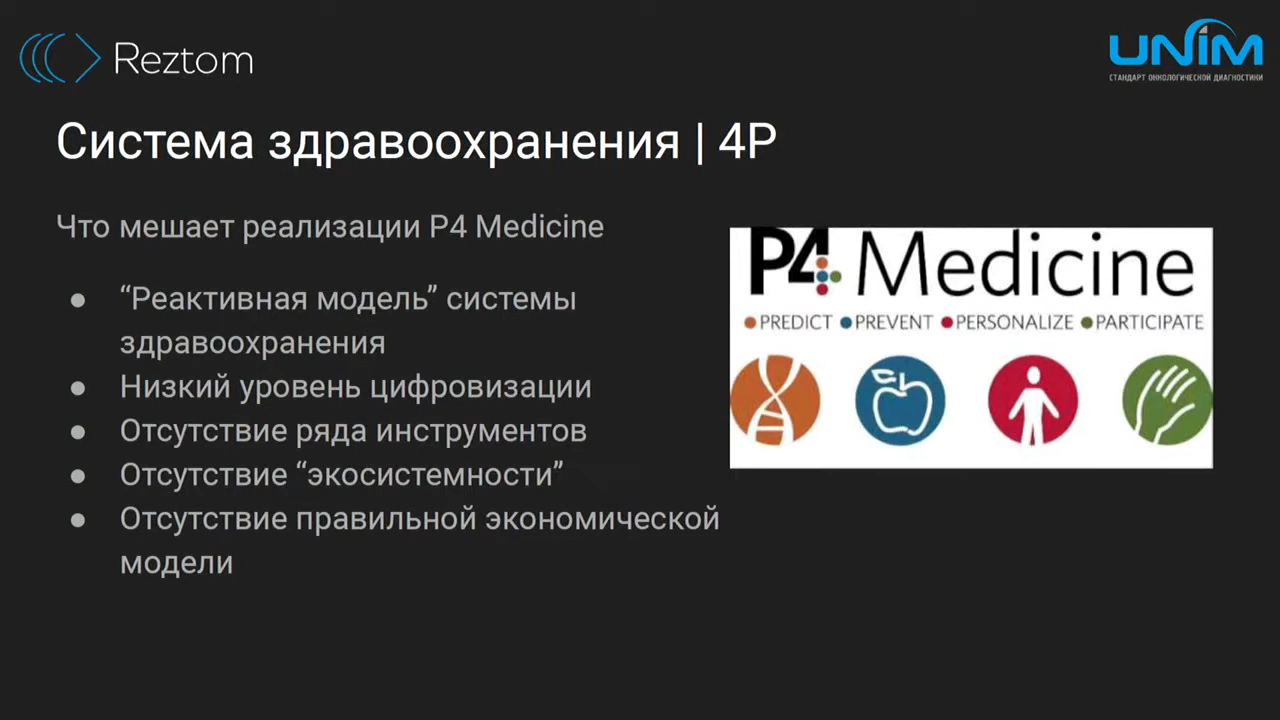 Reztom
UNIM
СТАНДАРТ ОНКОЛОГИЧЕСКОЙ ДИАГНОСТИКИ
Система здравоохранения | 4P
Что мешает реализации P4 Medicine
● “Реактивная модель” системы
здравоохранения
● Низкий уровень цифровизации
● Отсутствие ряда инструментов
● Отсутствие “экосистемности”
● Отсутствие правильной экономической
модели
P4 Medicine
●PREDICT ●PREVENT ●PERSONALIZE ●PARTICIPATE